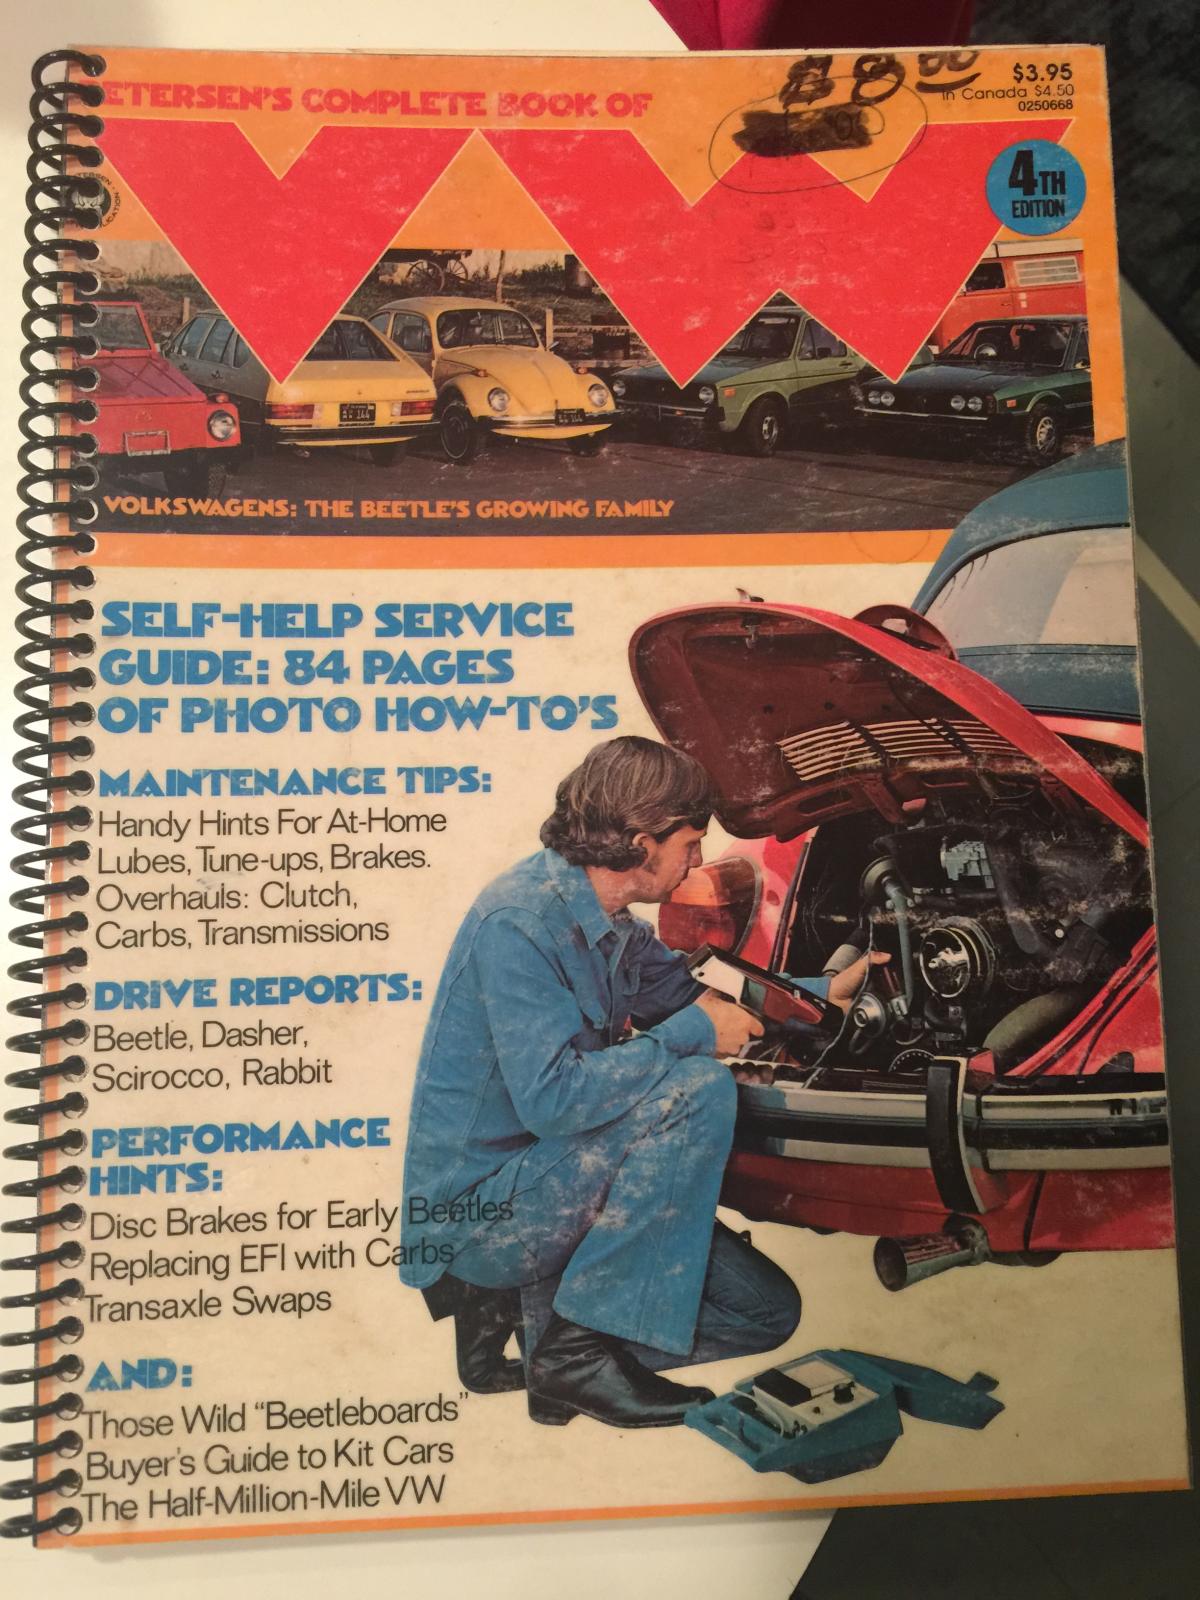 PETERSEN'S COMPLETE BOOK OF
VW
$8.00
$3.95
in Canada $4.50
0250668
4TH
EDITION
VOLKSWAGENS: THE BEETLE'S GROWING FAMILY
SELF-HELP SERVICE
GUIDE: 84 PAGES
OF PHOTO HOW-TO'S
MAINTENANCE TIPS:
Handy Hints For At-Home
Lubes, Tune-ups, Brakes.
Overhauls: Clutch,
Carbs, Transmissions
DRIVE REPORTS:
Beetle, Dasher,
Scirocco, Rabbit
PERFORMANCE
HINTS:
Disc Brakes for Early Beetles
Replacing EFI with Carbs
Transaxle Swaps
AND:
Those Wild “Beetleboards”
Buyer's Guide to Kit Cars
The Half-Million-Mile VW